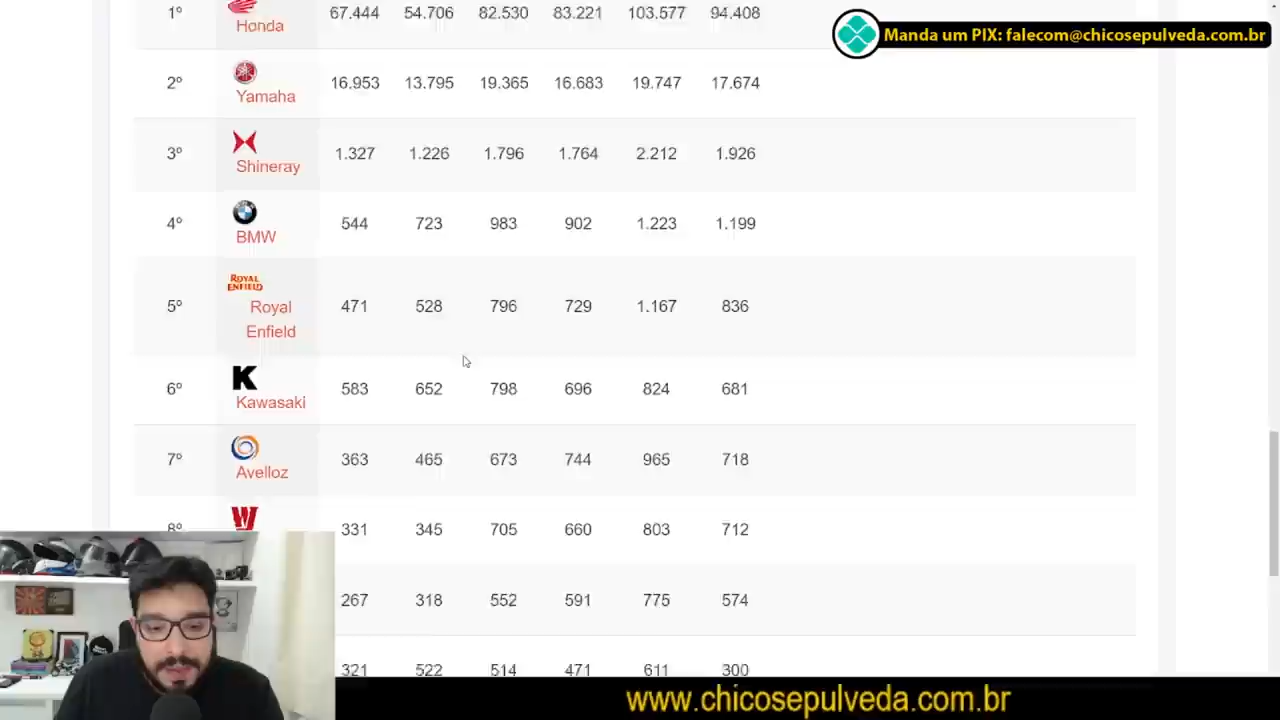 1º Honda 67.444 54.706 82.530 83.221 103.577 94.408
Manda um PIX: falecom@chicosepulveda.com.br
2º Yamaha 16.953 13.795 19.365 16.683 19.747 17.674
3º Shineray 1.327 1.226 1.796 1.764 2.212 1.926
4º BMW 544 723 983 902 1.223 1.199
ROYAL
ENFIELD
5º Royal 471 528 796 729 1.167 836
Enfield
K
6º Kawasaki 583 652 798 696 824 681
7º Avelloz 363 465 673 744 965 718
8º 331 345 705 660 803 712
267 318 552 591 775 574
321 522 514 471 611 300
www.chicosepulveda.com.br